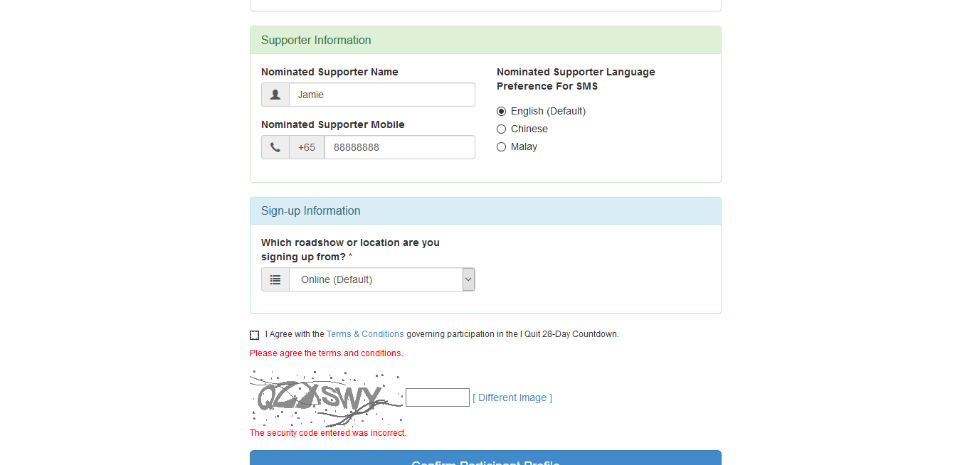 Supporter Information
Nominated Supporter Name
Jamie
Nominated Supporter Mobile
+65 88888888
Nominated Supporter Language
Preference For SMS
English (Default)
Chinese
Malay
Sign-up Information
Which roadshow or location are you
signing up from? *
Online (Default)
I Agree with the Terms & Conditions governing participation in the I Quit 28-Day Countdown.
Please agree the terms and conditions.
[ Different Image ]
The security code entered was incorrect.
Confirm Participant Profile